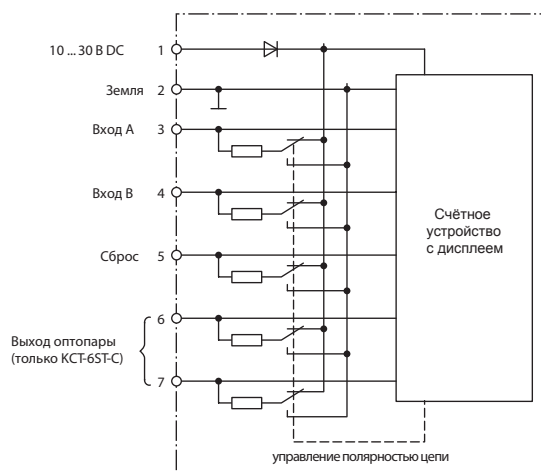 10 ... 30 В DC 1
Земля 2
Вход A 3
Вход B 4
Сброс 5
6
Выход оптопары
(только KCT-6ST-C)
7
Счётное
устройство
с дисплеем
управление полярностью цепи